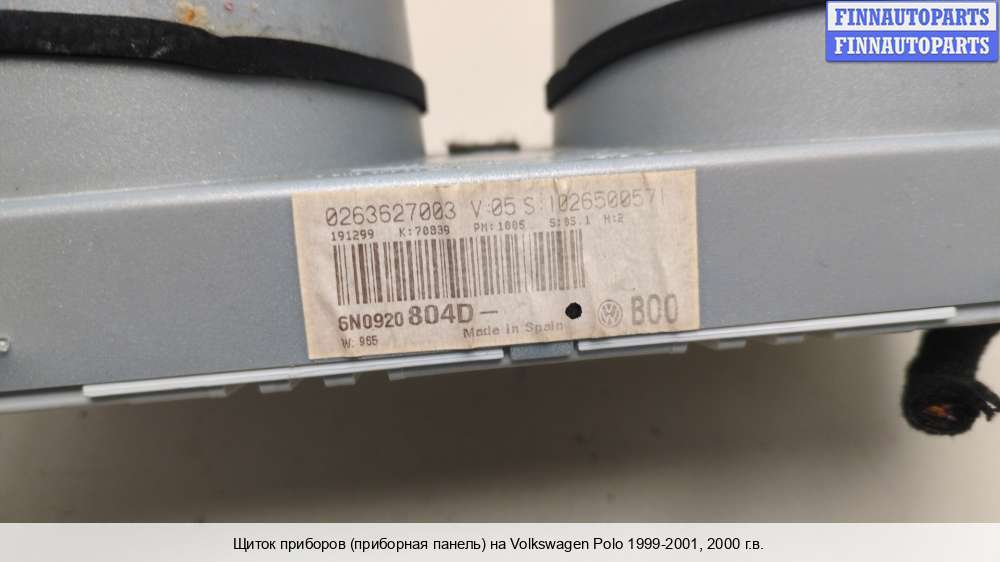 FINNAUTOPARTS
FINNAUTOPARTS
0263627003 V:05 S:1026500571
191299 K:70839 PM:1005 S:05.1 H:2
6N0920 804D -
B00
Made in Spain
W: 965
Щиток приборов (приборная панель) на Volkswagen Polo 1999-2001, 2000 г.в.